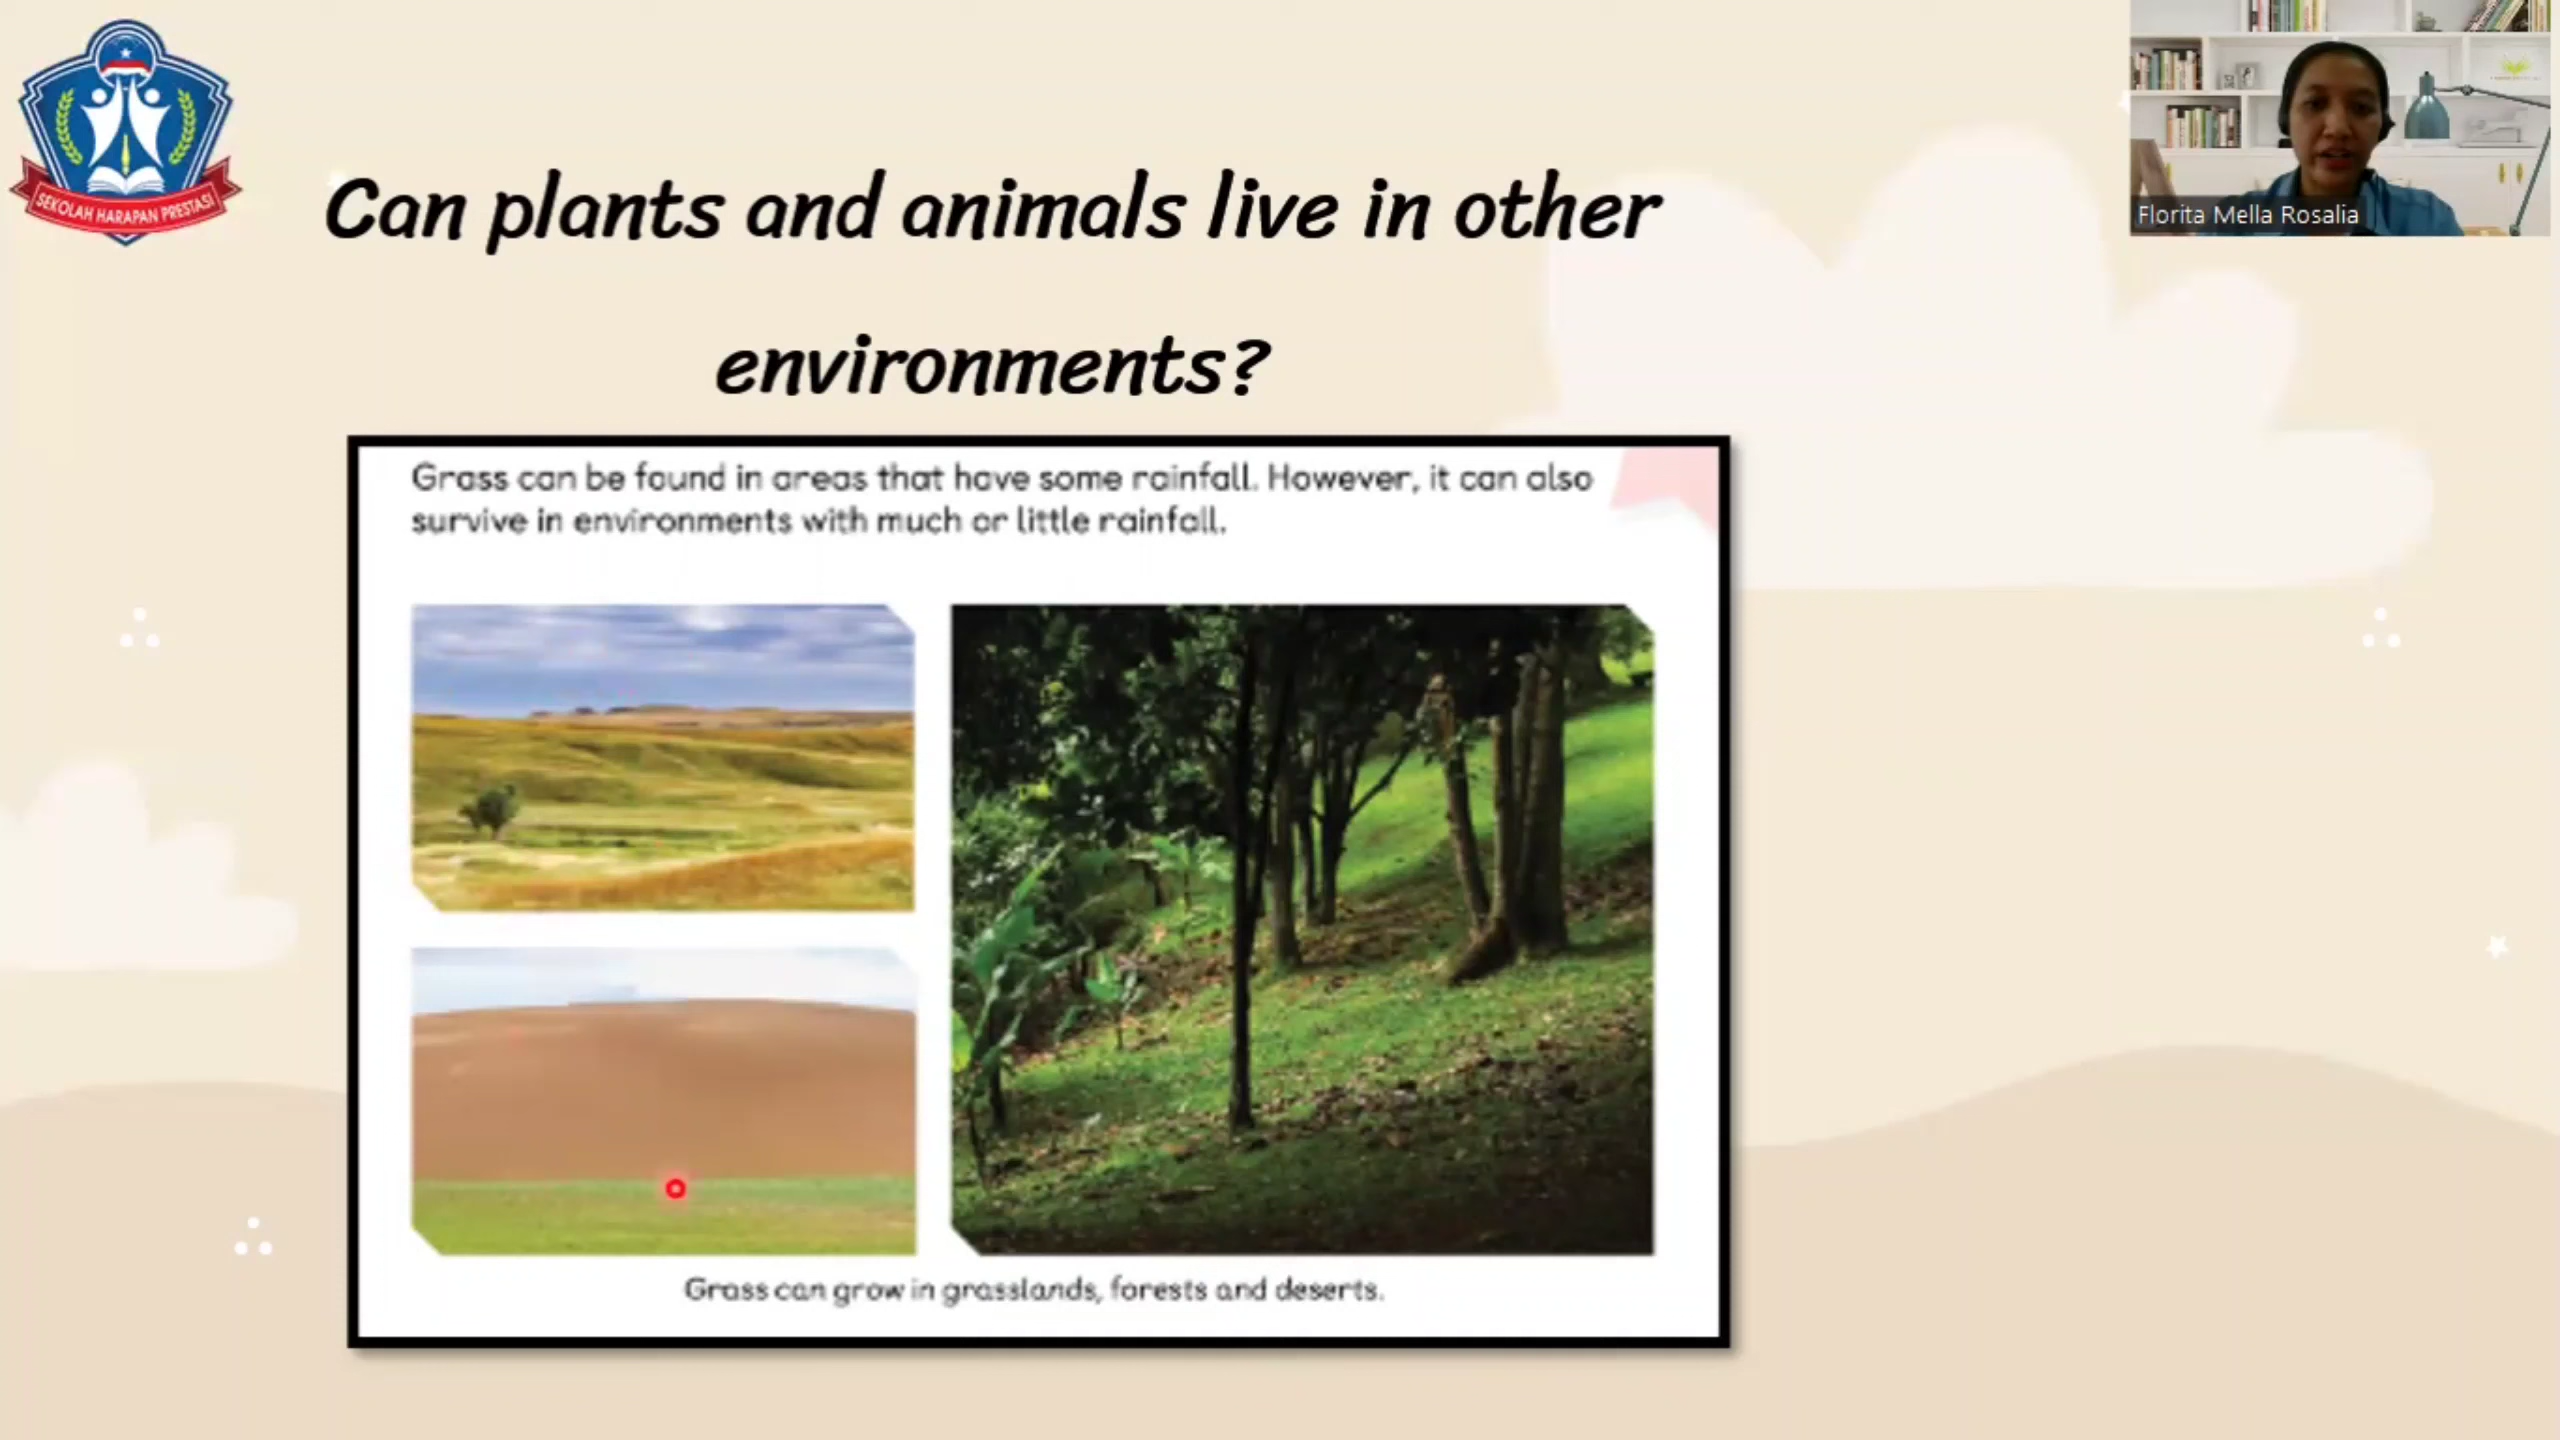 SEKOLAH HARAPAN PRESTASI
Florita Mella Rosalia
Can plants and animals live in other
environments?
Grass can be found in areas that have some rainfall. However, it can also
survive in environments with much or little rainfall.
Grass can grow in grasslands, forests and deserts.